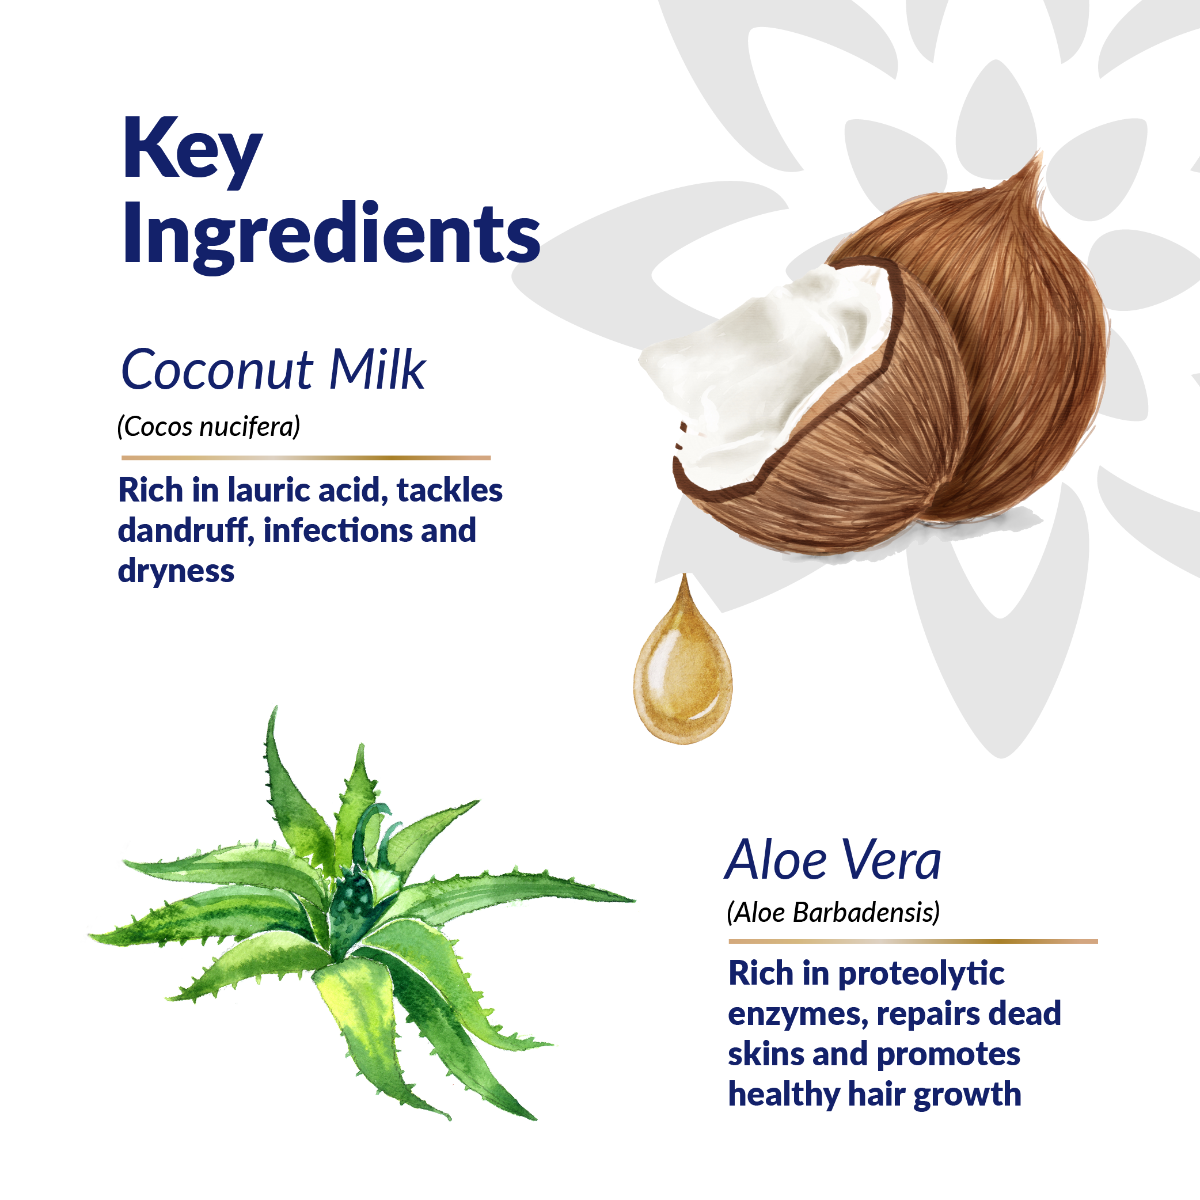 Key
Ingredients
Coconut Milk
(Cocos nucifera)
Rich in lauric acid, tackles
dandruff, infections and
dryness
Aloe Vera
(Aloe Barbadensis)
Rich in proteolytic
enzymes, repairs dead
skins and promotes
healthy hair growth